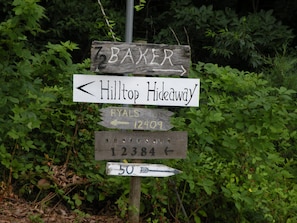 BAKER
< Hilltop Hideaway
RYALS
← 12409
12384
50